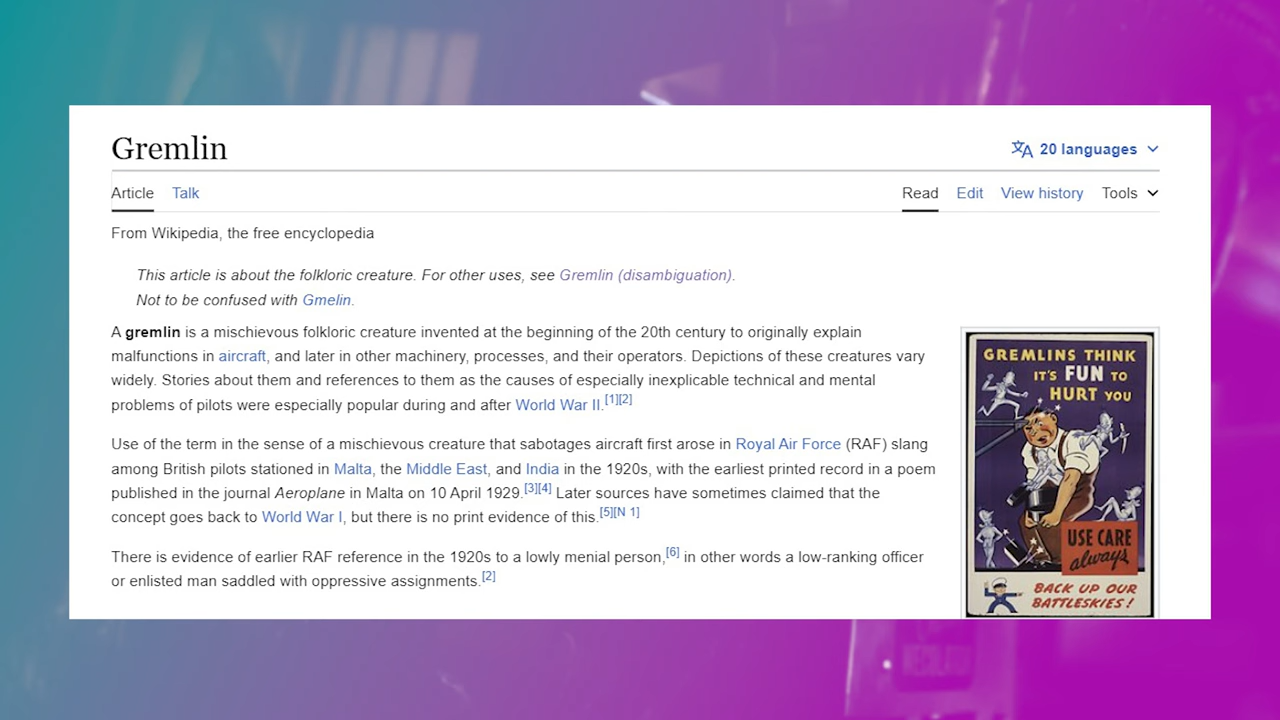 Gremlin
20 languages
Article Talk
Read Edit View history Tools
From Wikipedia, the free encyclopedia
This article is about the folkloric creature. For other uses, see Gremlin (disambiguation).
Not to be confused with Gmelin.
A gremlin is a mischievous folkloric creature invented at the beginning of the 20th century to originally explain
malfunctions in aircraft, and later in other machinery, processes, and their operators. Depictions of these creatures vary
widely. Stories about them and references to them as the causes of especially inexplicable technical and mental
problems of pilots were especially popular during and after World War II.[1][2]
Use of the term in the sense of a mischievous creature that sabotages aircraft first arose in Royal Air Force (RAF) slang
among British pilots stationed in Malta, the Middle East, and India in the 1920s, with the earliest printed record in a poem
published in the journal Aeroplane in Malta on 10 April 1929.[3][4] Later sources have sometimes claimed that the
concept goes back to World War I, but there is no print evidence of this.[5][N 1]
There is evidence of earlier RAF reference in the 1920s to a lowly menial person,[6] in other words a low-ranking officer
or enlisted man saddled with oppressive assignments.[2]
GREMLINS THINK
IT'S FUN TO
HURT YOU
USE CARE
always
BACK UP OUR
BATTLESKIES!